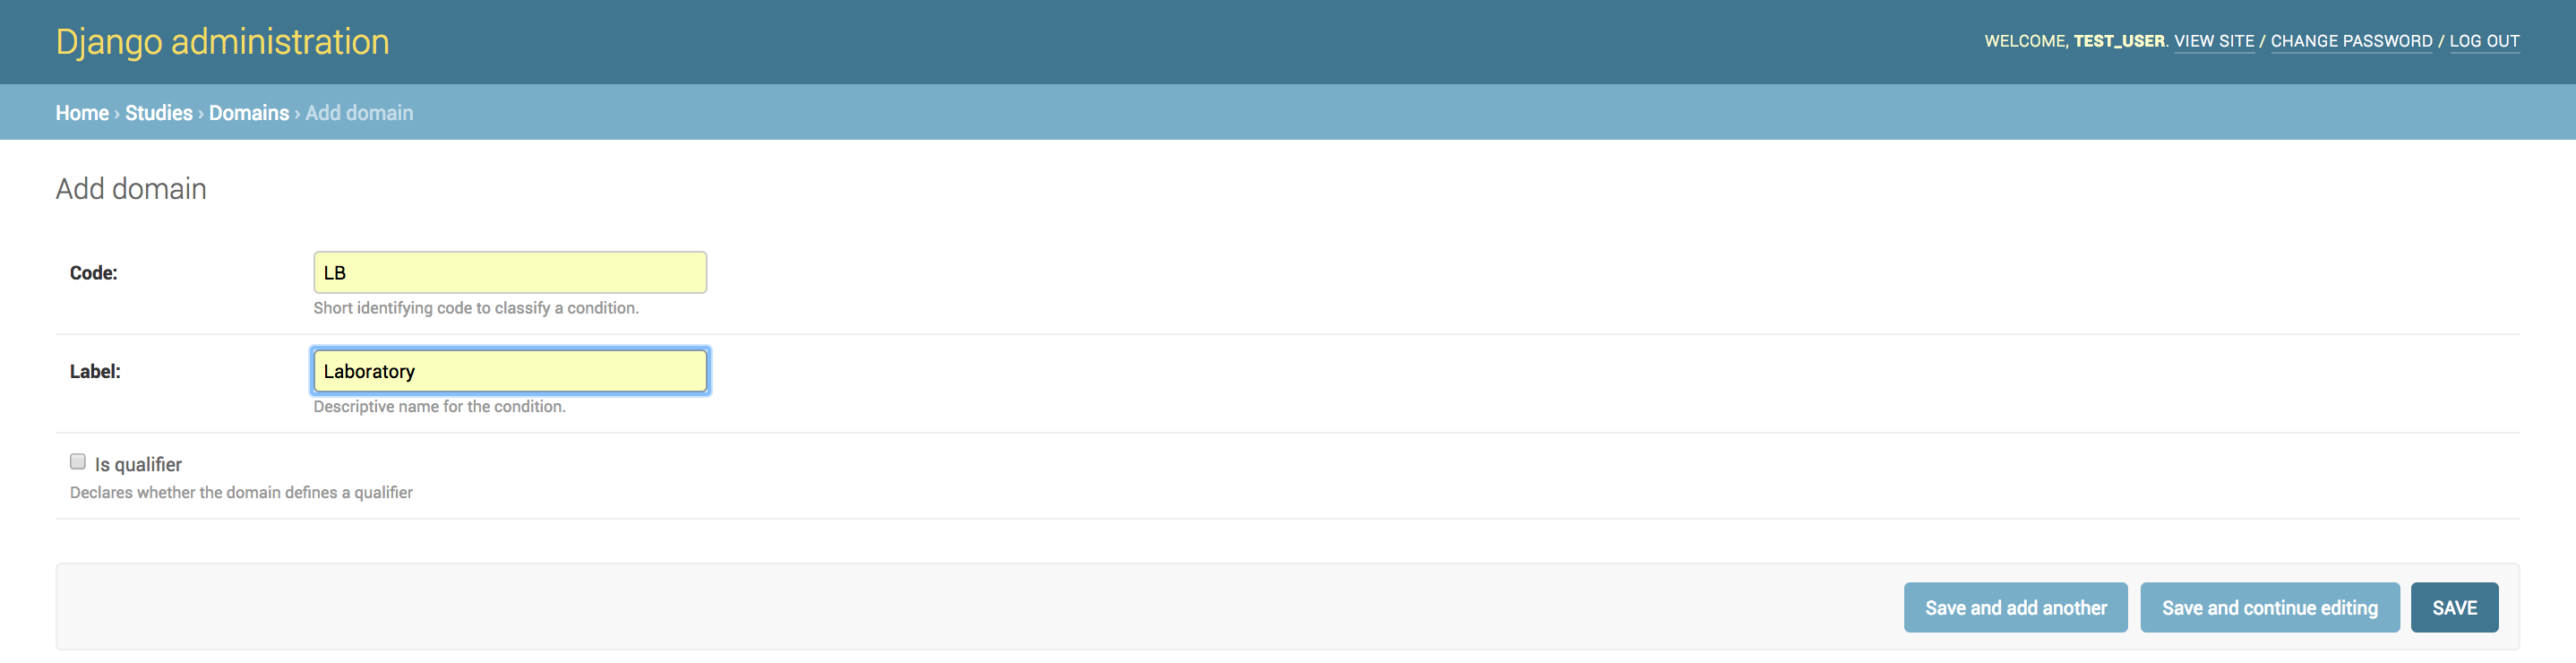 Django administration
WELCOME, TEST_USER. VIEW SITE / CHANGE PASSWORD / LOG OUT
Home › Studies › Domains › Add domain
Add domain
Code:
LB
Short identifying code to classify a condition.
Label:
Laboratory
Descriptive name for the condition.
Is qualifier
Declares whether the domain defines a qualifier
Save and add another
Save and continue editing
SAVE